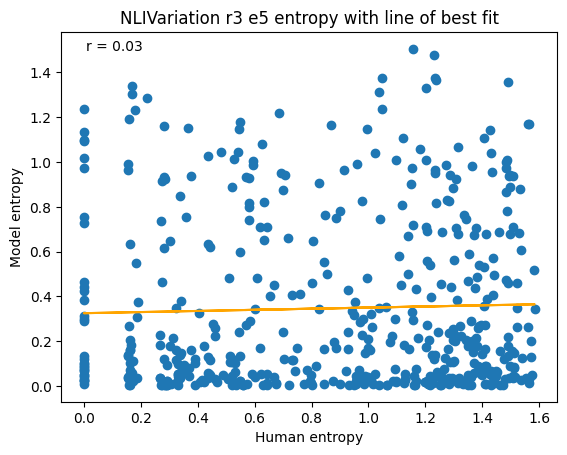 NLIVariation r3 e5 entropy with line of best fit
r = 0.03
Model entropy
1.4
1.2
1.0
0.8
0.6
0.4
0.2
0.0
0.0 0.2 0.4 0.6 0.8 1.0 1.2 1.4 1.6
Human entropy